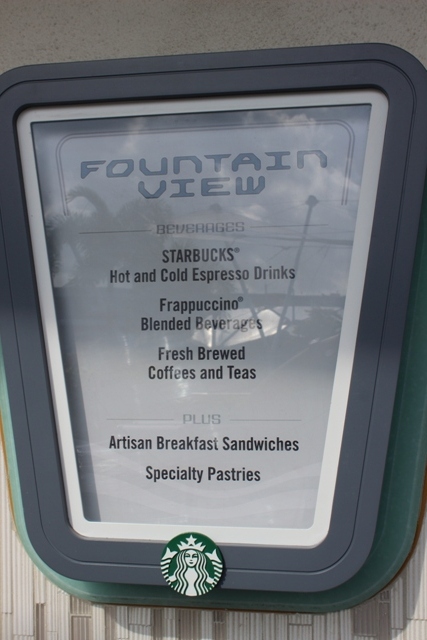 FOUNTAIN
VIEW
BEVERAGES
STARBUCKS®
Hot and Cold Espresso Drinks
Frappuccino®
Blended Beverages
Fresh Brewed
Coffees and Teas
PLUS
Artisan Breakfast Sandwiches
Specialty Pastries